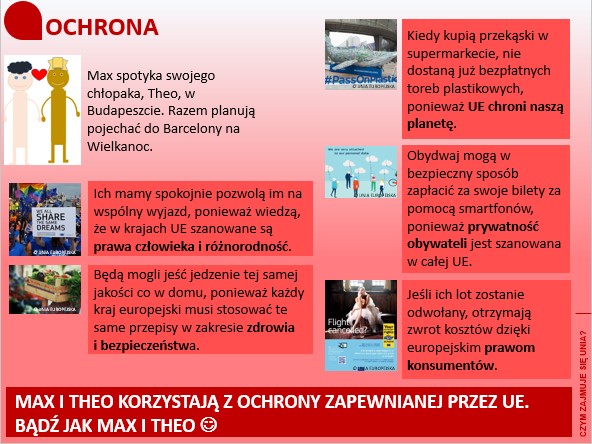 OCHRONA
Max spotyka swojego
chłopaka, Theo, w
Budapeszcie. Razem planują
pojechać do Barcelony na
Wielkanoc.
WE ALL
SHARE
THE SAME
DREAMS
© UNIA EUROPEJSKA
Ich mamy spokojnie pozwolą im na
wspólny wyjazd, ponieważ wiedzą,
że w krajach UE szanowane są
prawa człowieka i różnorodność.
© UNIA EUROPEJSKA
Będą mogli jeść jedzenie tej samej
jakości co w domu, ponieważ każdy
kraj europejski musi stosować te
same przepisy w zakresie zdrowia
i bezpieczeństwa.
#PassOnPlastic
© UNIA EUROPEJSKA
Kiedy kupią przekąski w
supermarkecie, nie
dostaną już bezpłatnych
toreb plastikowych,
ponieważ UE chroni naszą
planetę.
© UNIA EUROPEJSKA
Obydwaj mogą w
bezpieczny sposób
zapłacić za swoje bilety za
pomocą smartfonów,
ponieważ prywatność
obywateli jest szanowana
w całej UE.
Flight
cancelled?
© UNIA EUROPEJSKA
Jeśli ich lot zostanie
odwołany, otrzymają
zwrot kosztów dzięki
europejskim prawom
konsumentów.
CZYM ZAJMUJE SIĘ UNIA?
MAX I THEO KORZYSTAJĄ Z OCHRONY ZAPEWNIANEJ PRZEZ UE.
BĄDŹ JAK MAX I THEO ☺